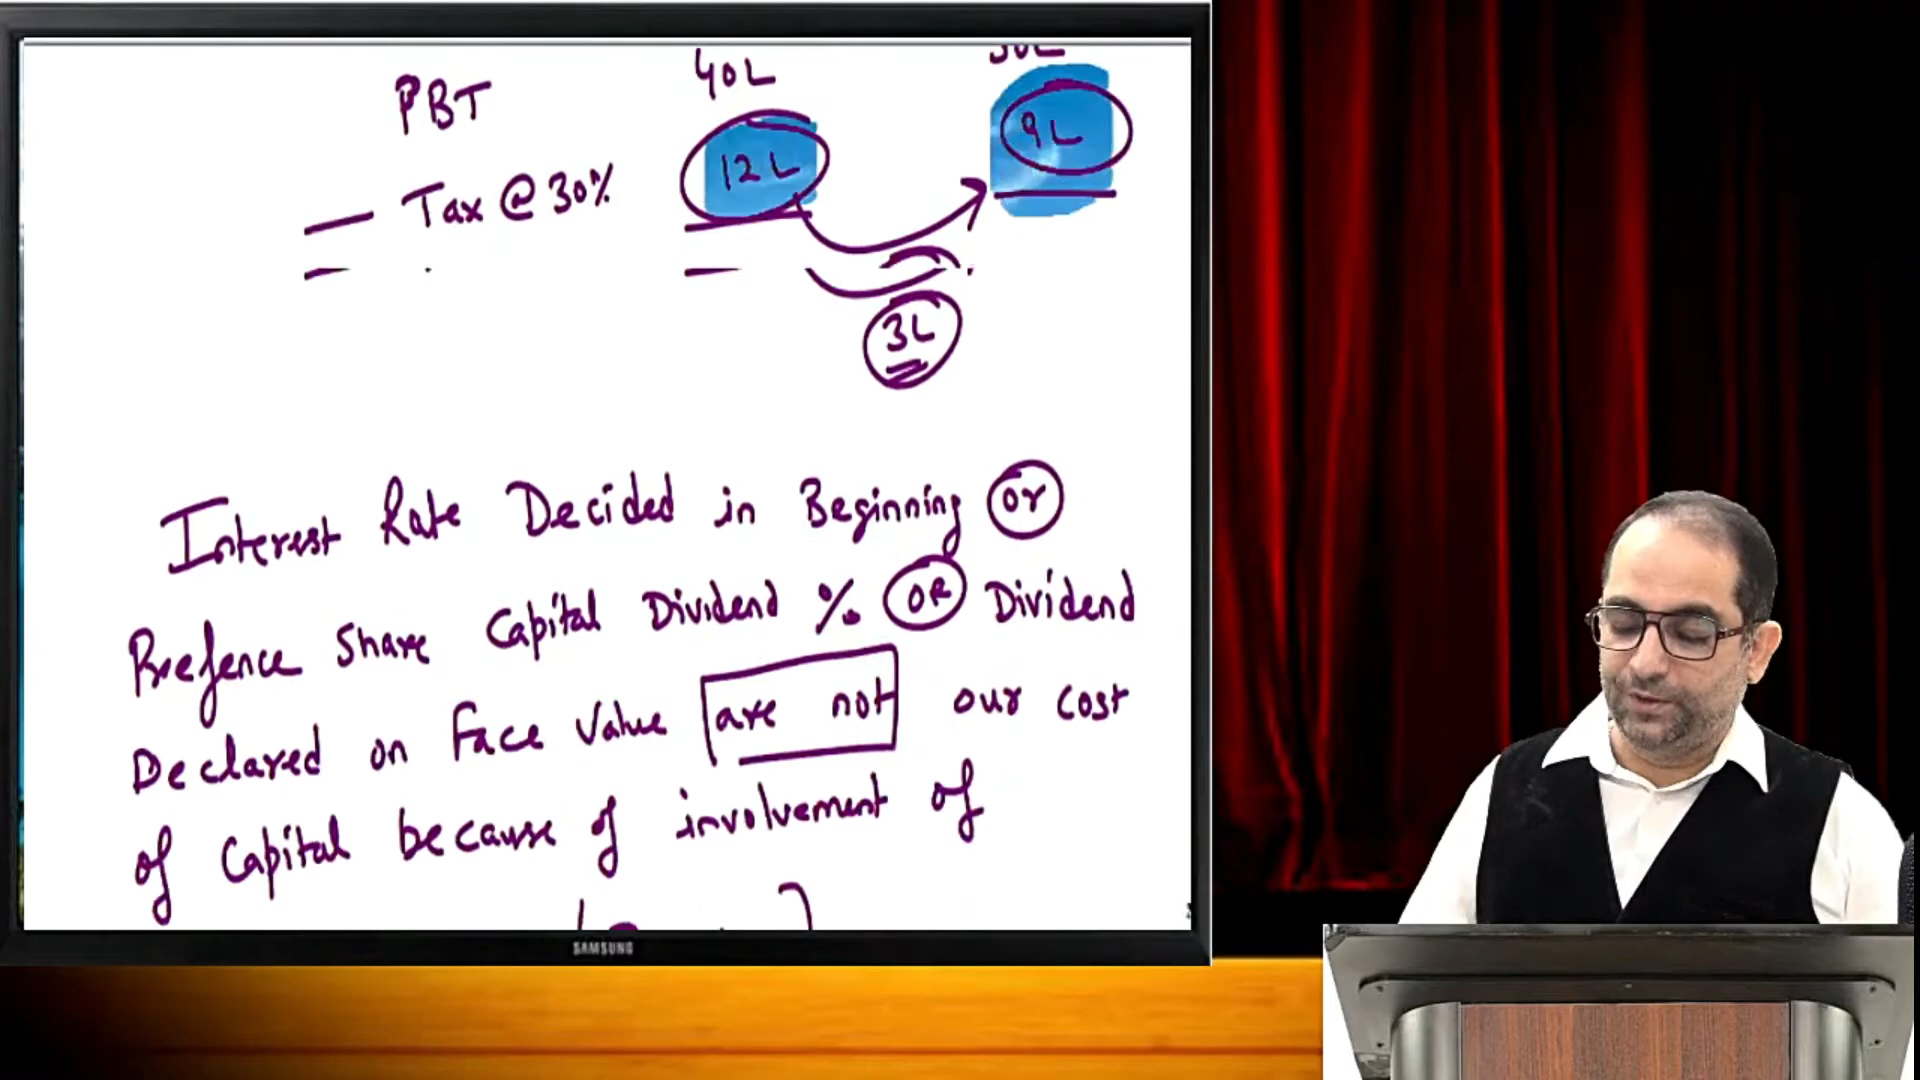 PBT 40L
12L 9L
Tax @ 30%
3L
Interest Rate Decided in Beginning or
Prefence Share Capital Dividend % OR Dividend
Declared on Face Value are not our cost
of Capital because of involvement of
SAMSUNG